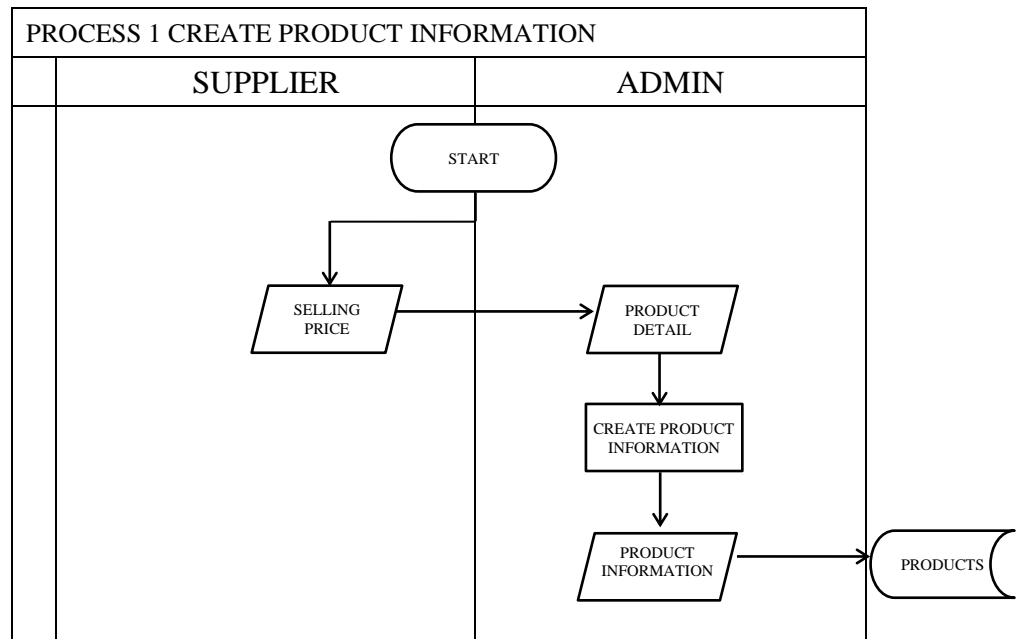 PROCESS 1 CREATE PRODUCT INFORMATION
SUPPLIER
ADMIN
START
SELLING
PRICE
PRODUCT
DETAIL
CREATE PRODUCT
INFORMATION
PRODUCT
INFORMATION
PRODUCTS